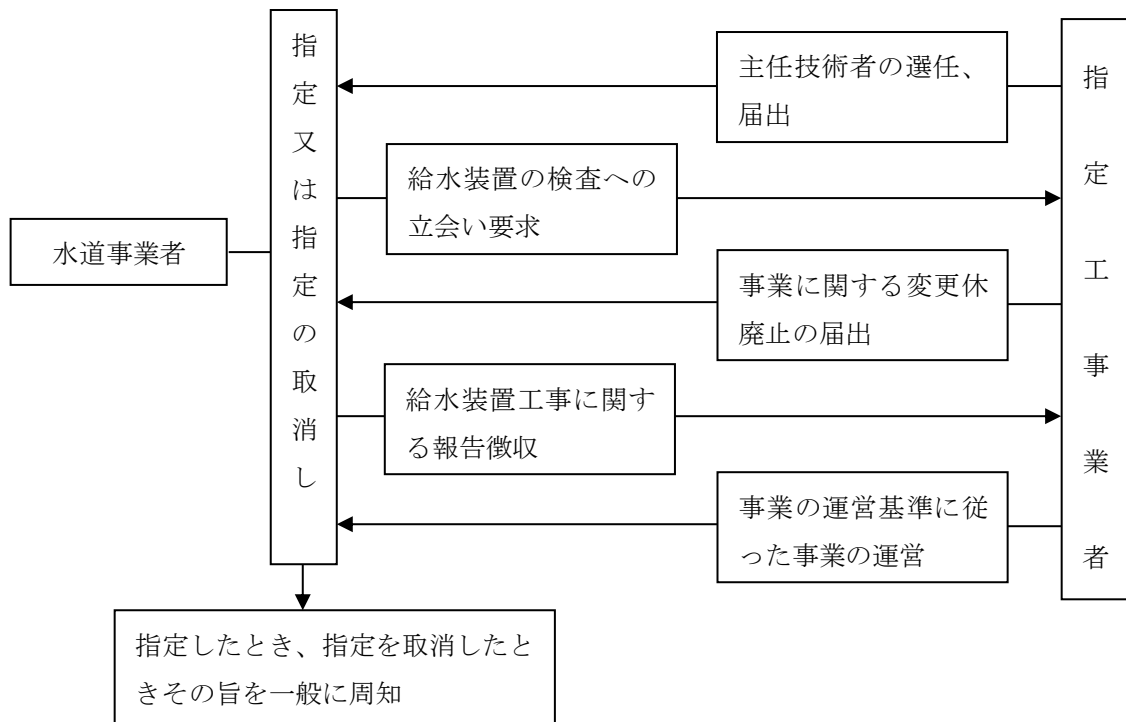 水道事業者
指定又は指定の取消し
主任技術者の選任、
届出
給水装置の検査への
立会い要求
事業に関する変更休
廃止の届出
給水装置工事に関す
る報告徴収
事業の運営基準に従
った事業の運営
指定工事事業者
指定したとき、指定を取消したと
きその旨を一般に周知